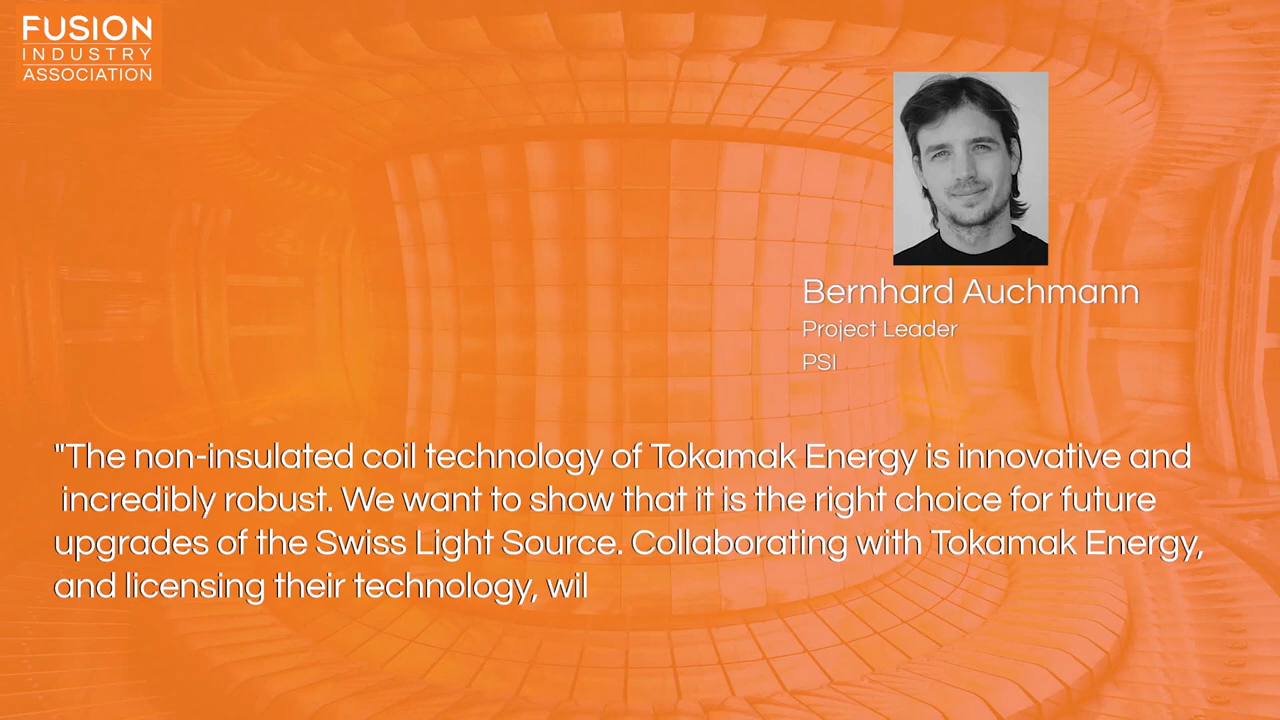 FUSION
INDUSTRY
ASSOCIATION
Bernhard Auchmann
Project Leader
PSI
"The non-insulated coil technology of Tokamak Energy is innovative and
incredibly robust. We want to show that it is the right choice for future
upgrades of the Swiss Light Source. Collaborating with Tokamak Energy,
and licensing their technology, wil